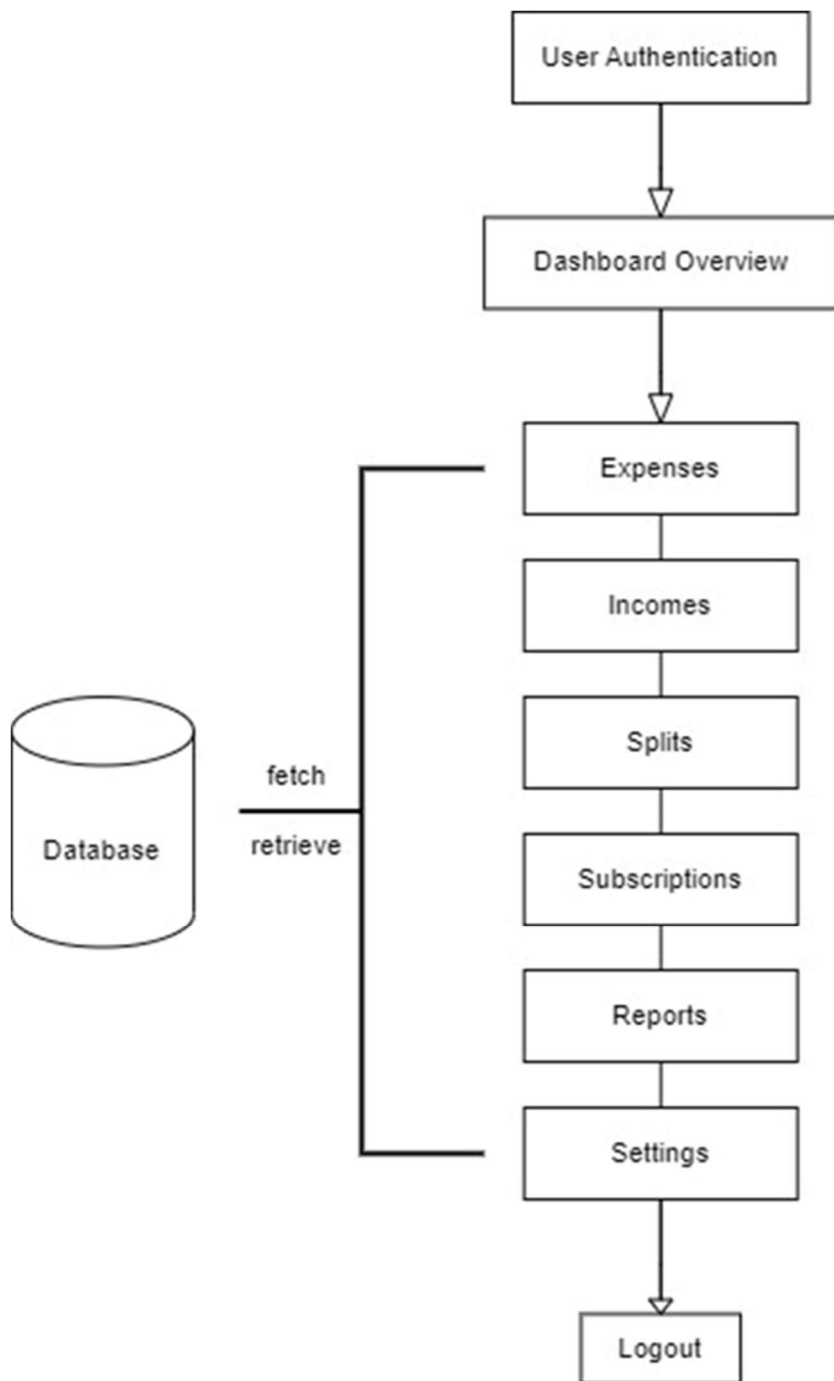 User Authentication
Dashboard Overview
Expenses
Incomes
Splits
fetch
retrieve
Database
Subscriptions
Reports
Settings
Logout